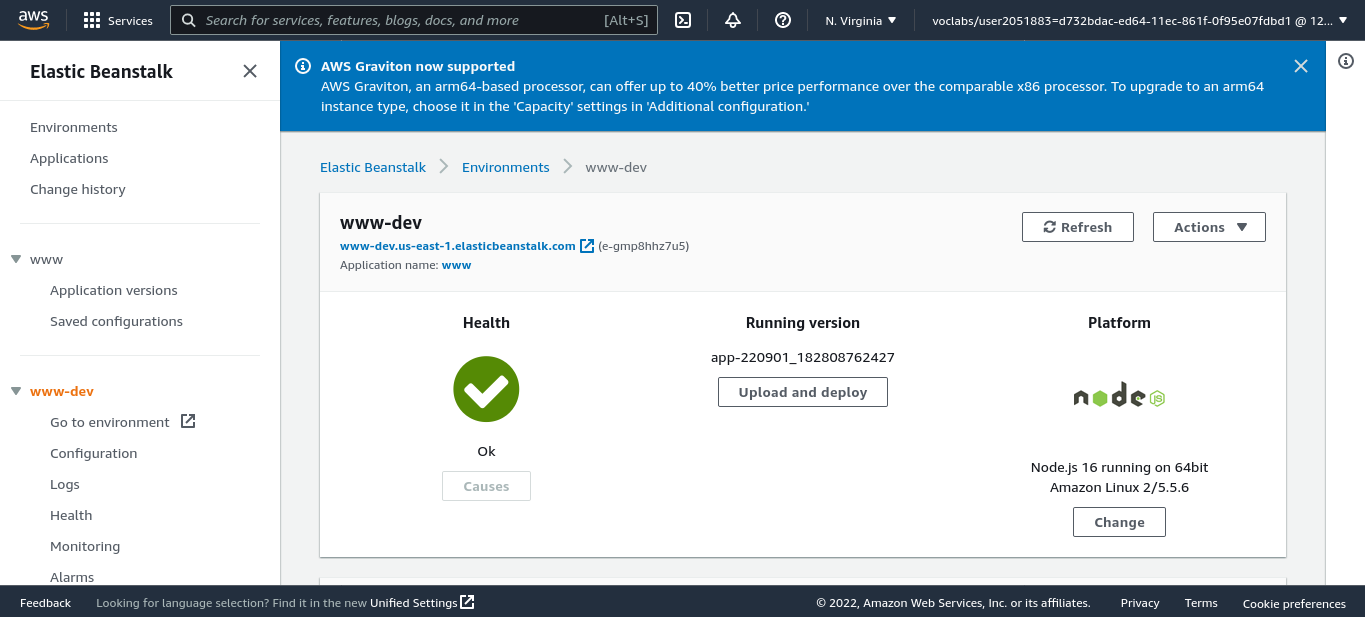 aws
Services
Search for services, features, blogs, docs, and more
[Alt+S]
N. Virginia
voclabs/user2051883=d732bdac-ed64-11ec-861f-0f95e07fdbd1 @ 12...
Elastic Beanstalk
Environments
Applications
Change history
www
Application versions
Saved configurations
www-dev
Go to environment
Configuration
Logs
Health
Monitoring
Alarms
AWS Graviton now supported
AWS Graviton, an arm64-based processor, can offer up to 40% better price performance over the comparable x86 processor. To upgrade to an arm64
instance type, choose it in the 'Capacity' settings in 'Additional configuration.'
Elastic Beanstalk
Environments
www-dev
www-dev
www-dev.us-east-1.elasticbeanstalk.com (e-gmp8hhz7u5)
Application name: www
Refresh
Actions
Health
Ok
Causes
Running version
app-220901_182808762427
Upload and deploy
Platform
node JS
Node.js 16 running on 64bit
Amazon Linux 2/5.5.6
Change
Feedback
Looking for language selection? Find it in the new Unified Settings
© 2022, Amazon Web Services, Inc. or its affiliates.
Privacy
Terms
Cookie preferences